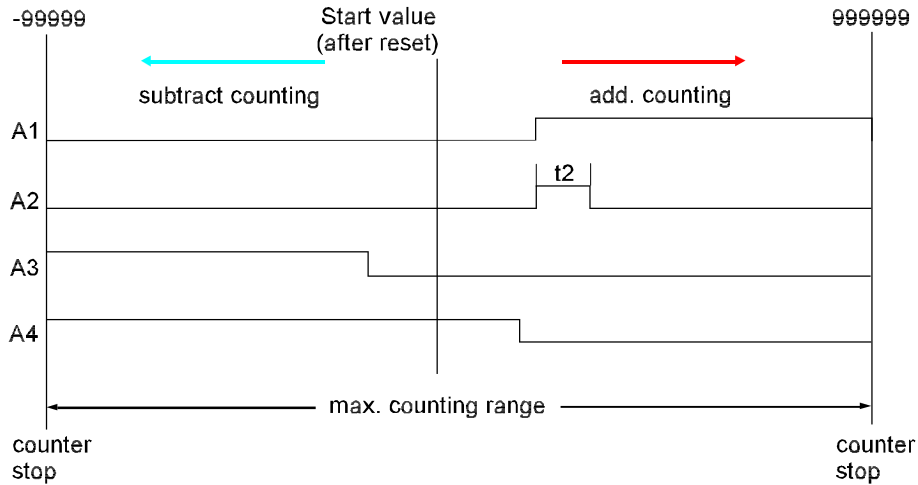 -99999
Start value
(after reset)
999999
subtract counting
add. counting
A1
t2
A2
A3
A4
max. counting range
counter
stop
counter
stop